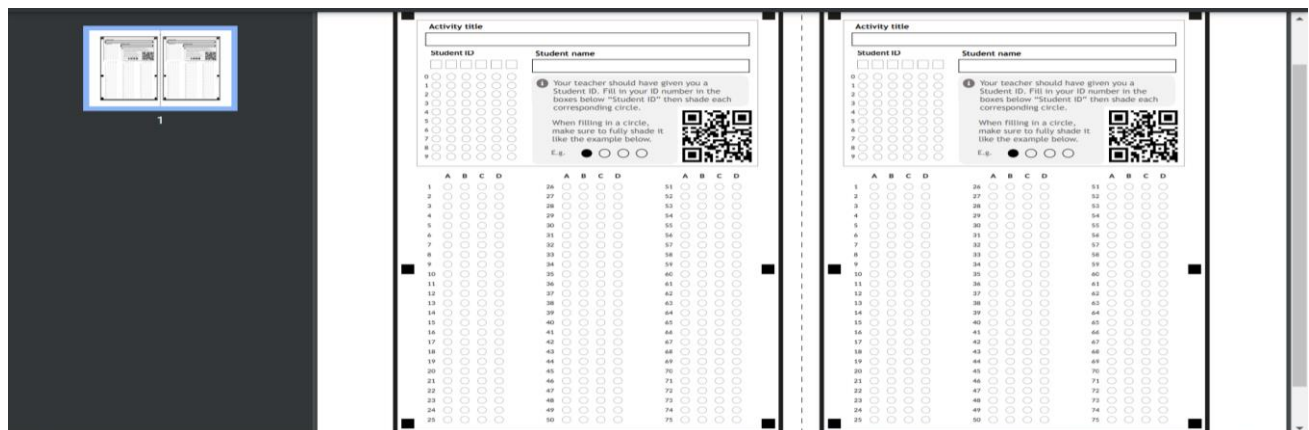 1
Activity title
Student ID
Student name
0
1
2
3
4
5
6
7
8
9
Your teacher should have given you a
Student ID. Fill in your ID number in the
boxes below "Student ID" then shade each
corresponding circle.
When filling in a circle,
make sure to fully shade it
like the example below.
E.g.
A B C D A B C D A B C D
1 26 51
2 27 52
3 28 53
4 29 54
5 30 55
6 31 56
7 32 57
8 33 58
9 34 59
10 35 60
11 36 61
12 37 62
13 38 63
14 39 64
15 40 65
16 41 66
17 42 67
18 43 68
19 44 69
20 45 70
21 46 71
22 47 72
23 48 73
24 49 74
25 50 75
Activity title
Student ID
Student name
0
1
2
3
4
5
6
7
8
9
Your teacher should have given you a
Student ID. Fill in your ID number in the
boxes below "Student ID" then shade each
corresponding circle.
When filling in a circle,
make sure to fully shade it
like the example below.
E.g.
A B C D A B C D A B C D
1 26 51
2 27 52
3 28 53
4 29 54
5 30 55
6 31 56
7 32 57
8 33 58
9 34 59
10 35 60
11 36 61
12 37 62
13 38 63
14 39 64
15 40 65
16 41 66
17 42 67
18 43 68
19 44 69
20 45 70
21 46 71
22 47 72
23 48 73
24 49 74
25 50 75